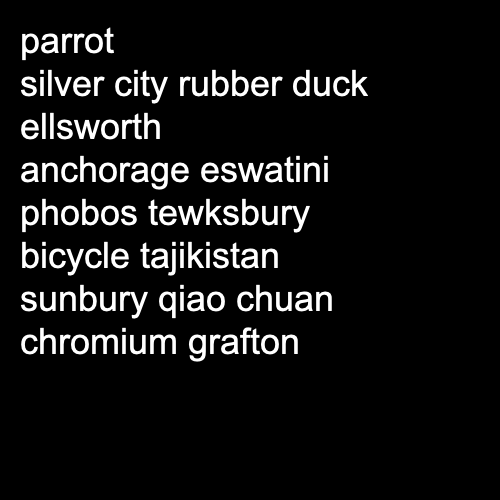 parrot
silver city rubber duck
ellsworth
anchorage eswatini
phobos tewksbury
bicycle tajikistan
sunbury qiao chuan
chromium grafton